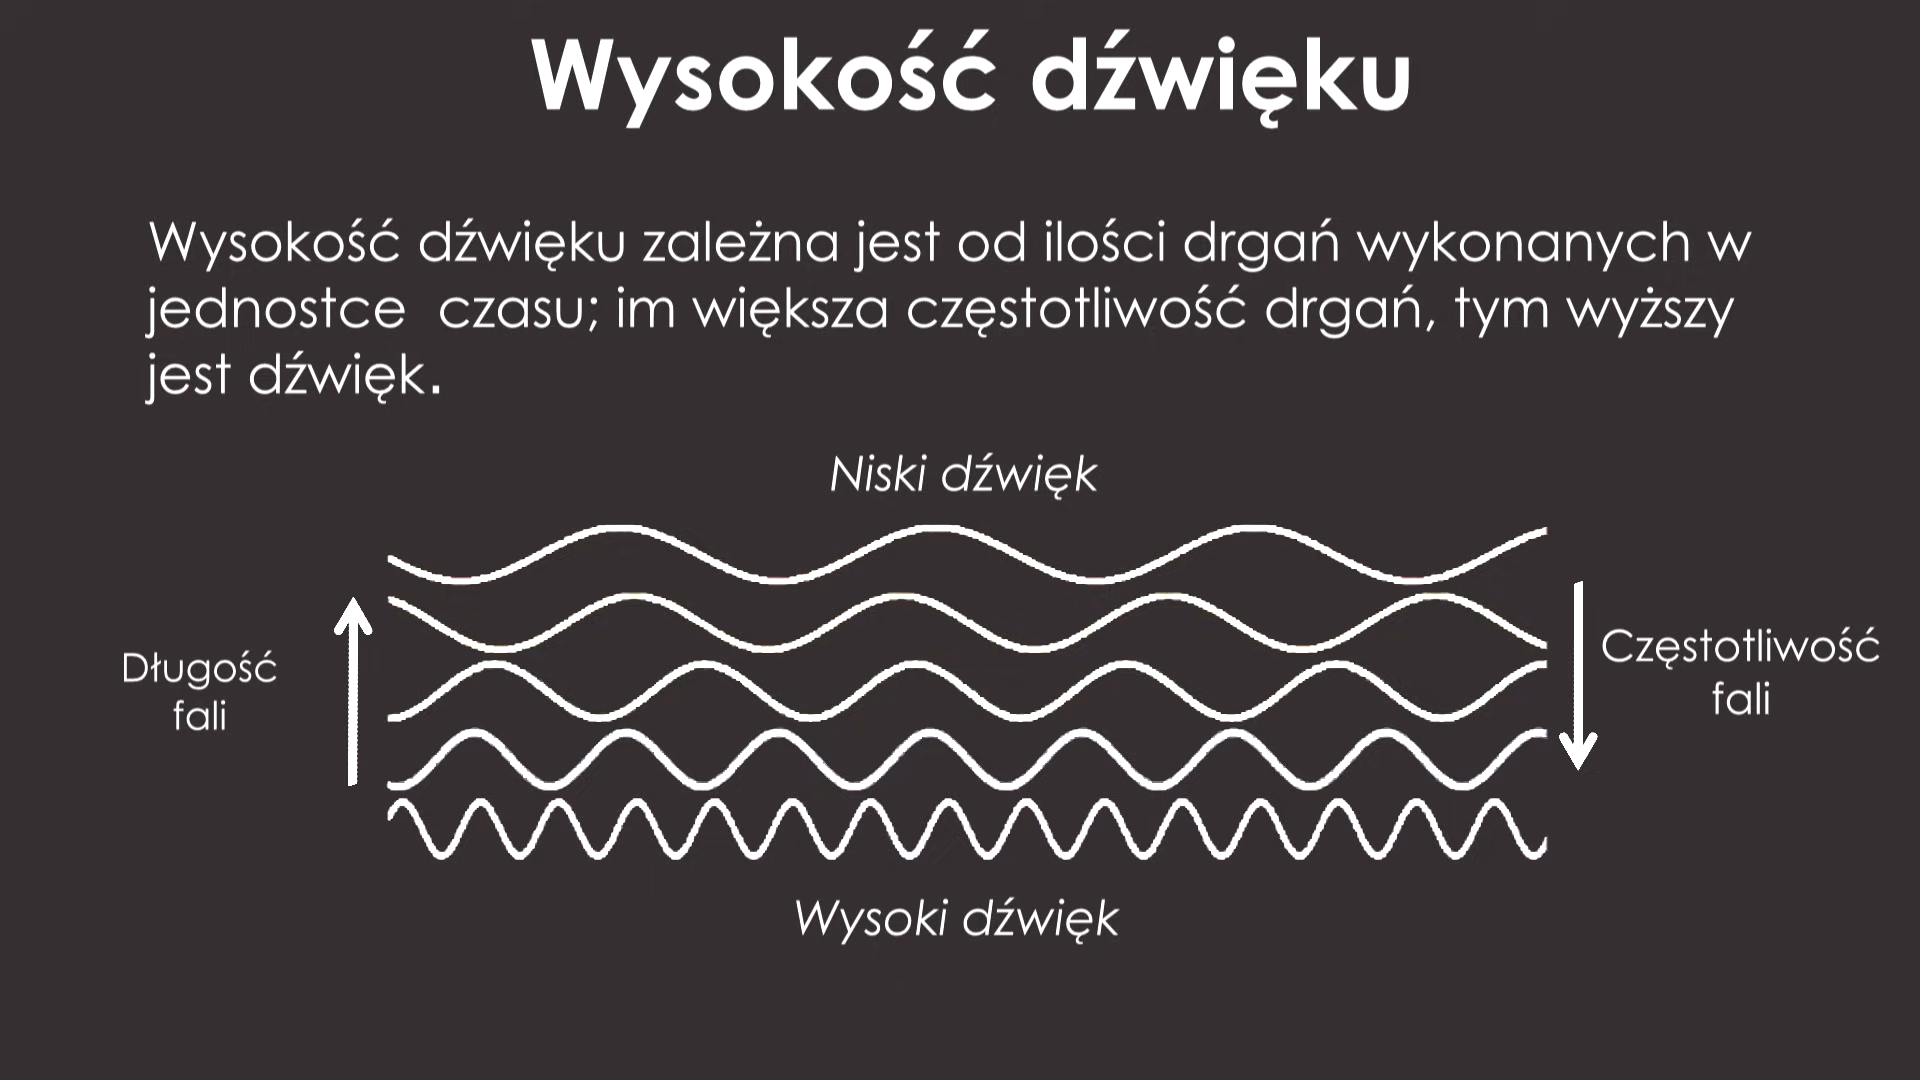 Wysokość dźwięku
Wysokość dźwięku zależna jest od ilości drgań wykonanych w
jednostce  czasu; im większa częstotliwość drgań, tym wyższy
jest dźwięk.
Niski dźwięk
Długość
fali
Częstotliwość
fali
Wysoki dźwięk